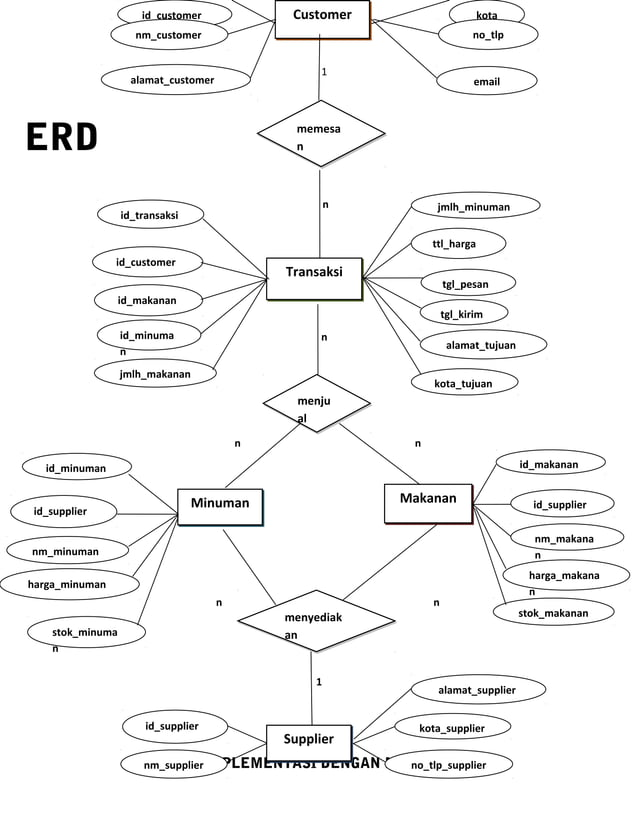 Customer
id_customer
kota
nm_customer
no_tlp
alamat_customer
email
1
ERD
memesa
n
n
id_transaksi
jmlh_minuman
ttl_harga
id_customer
Transaksi
tgl_pesan
id_makanan
tgl_kirim
id_minuma
n
n
alamat_tujuan
jmlh_makanan
kota_tujuan
menju
al
n
n
id_minuman
id_makanan
Minuman
Makanan
id_supplier
id_supplier
nm_minuman
nm_makana
n
harga_minuman
harga_makana
n
n
n
stok_makanan
menyediak
an
stok_minuma
n
1
alamat_supplier
id_supplier
kota_supplier
Supplier
nm_supplier
PLEMENTASI DENGAN
no_tlp_supplier